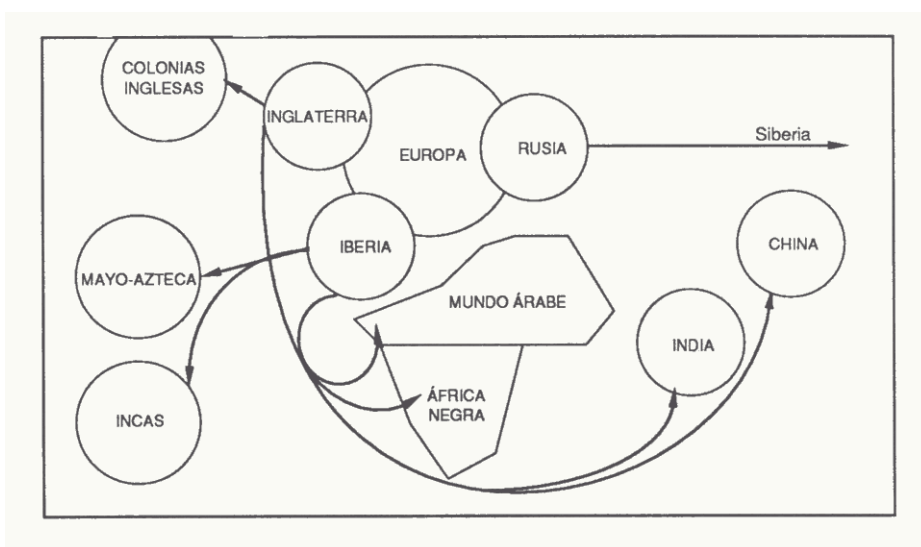 COLONIAS
INGLESAS
INGLATERRA
EUROPA
RUSIA
Siberia
IBERIA
CHINA
MAYO-AZTECA
MUNDO ÁRABE
INDIA
ÁFRICA
NEGRA
INCAS